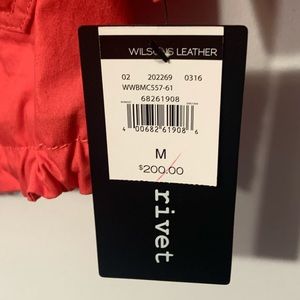 WILSONS LEATHER
02 202269 0316
WWBMC557-61
68261908
4 00682 61908 6
M
$200.00
rivet